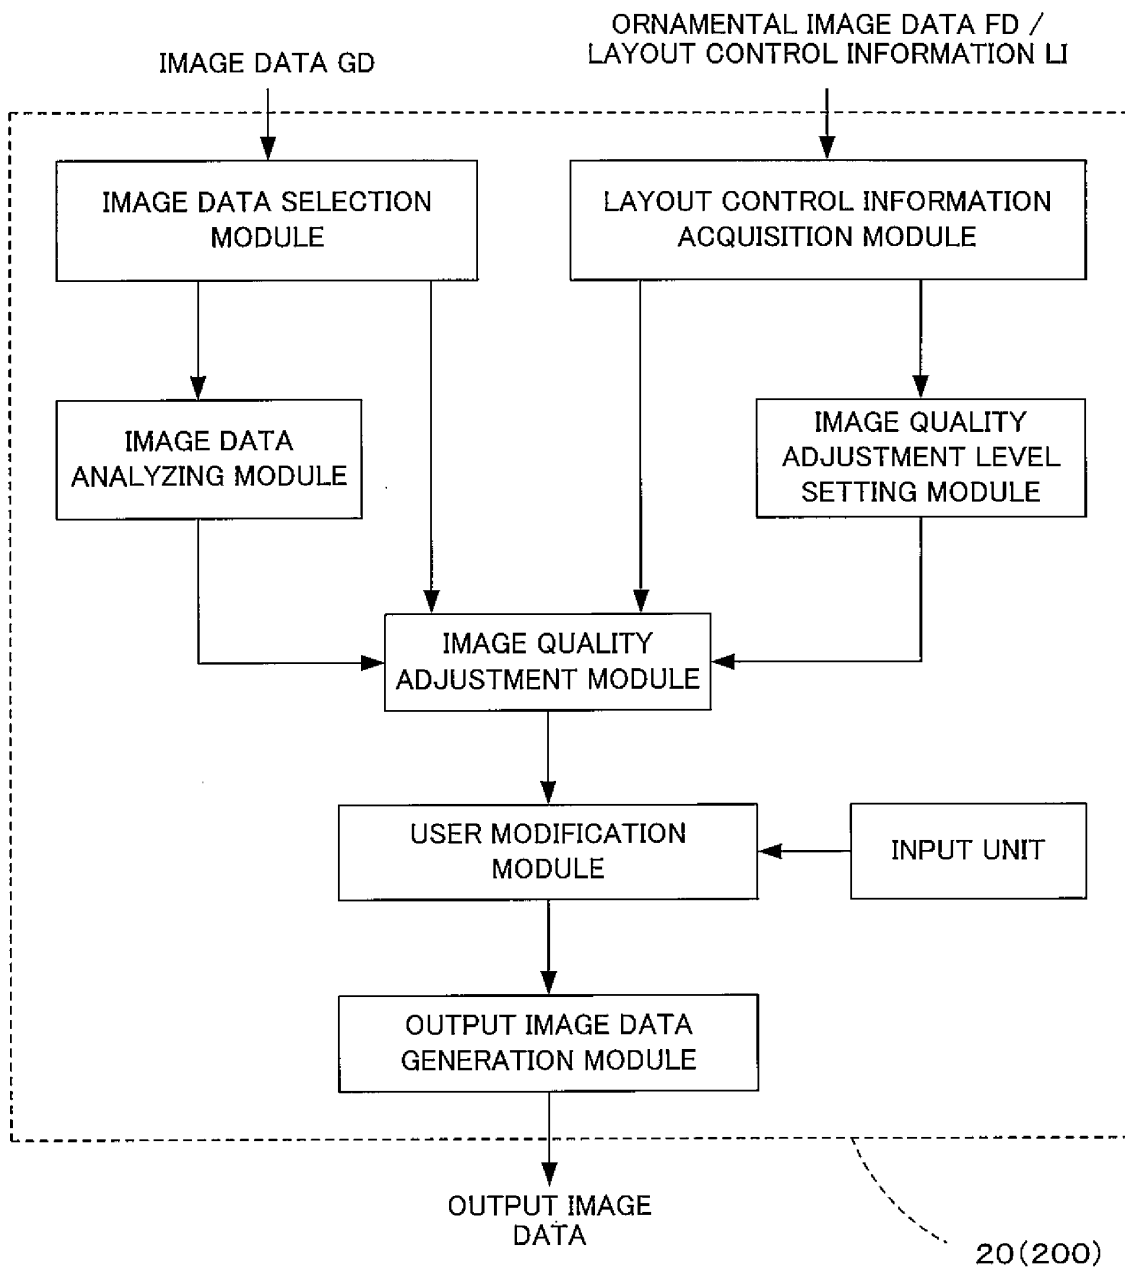 IMAGE DATA GD
ORNAMENTAL IMAGE DATA FD /
LAYOUT CONTROL INFORMATION LI
IMAGE DATA SELECTION
MODULE
LAYOUT CONTROL INFORMATION
ACQUISITION MODULE
IMAGE DATA
ANALYZING MODULE
IMAGE QUALITY
ADJUSTMENT LEVEL
SETTING MODULE
IMAGE QUALITY
ADJUSTMENT MODULE
USER MODIFICATION
MODULE
INPUT UNIT
OUTPUT IMAGE DATA
GENERATION MODULE
OUTPUT IMAGE
DATA
20(200)